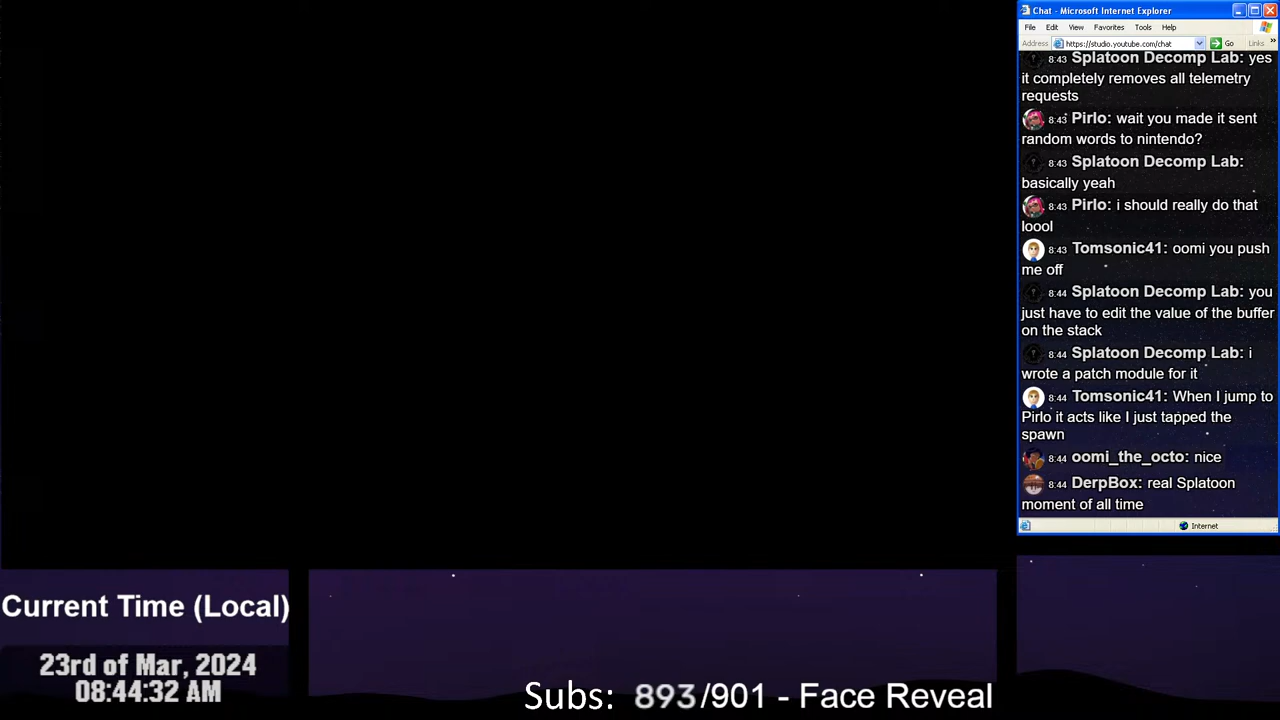 Chat - Microsoft Internet Explorer
File Edit View Favorites Tools Help
Address https://studio.youtube.com/chat Go Links
8:43 Splatoon Decomp Lab: yes
it completely removes all telemetry
requests
8:43 Pirlo: wait you made it sent
random words to nintendo?
8:43 Splatoon Decomp Lab:
basically yeah
8:43 Pirlo: i should really do that
loool
8:43 Tomsonic41: oomi you push
me off
8:44 Splatoon Decomp Lab: you
just have to edit the value of the buffer
on the stack
8:44 Splatoon Decomp Lab: i
wrote a patch module for it
8:44 Tomsonic41: When I jump to
Pirlo it acts like I just tapped the
spawn
8:44 oomi_the_octo: nice
8:44 DerpBox: real Splatoon
moment of all time
Internet
Current Time (Local)
23rd of Mar, 2024
08:44:32 AM
Subs: 893/901 - Face Reveal